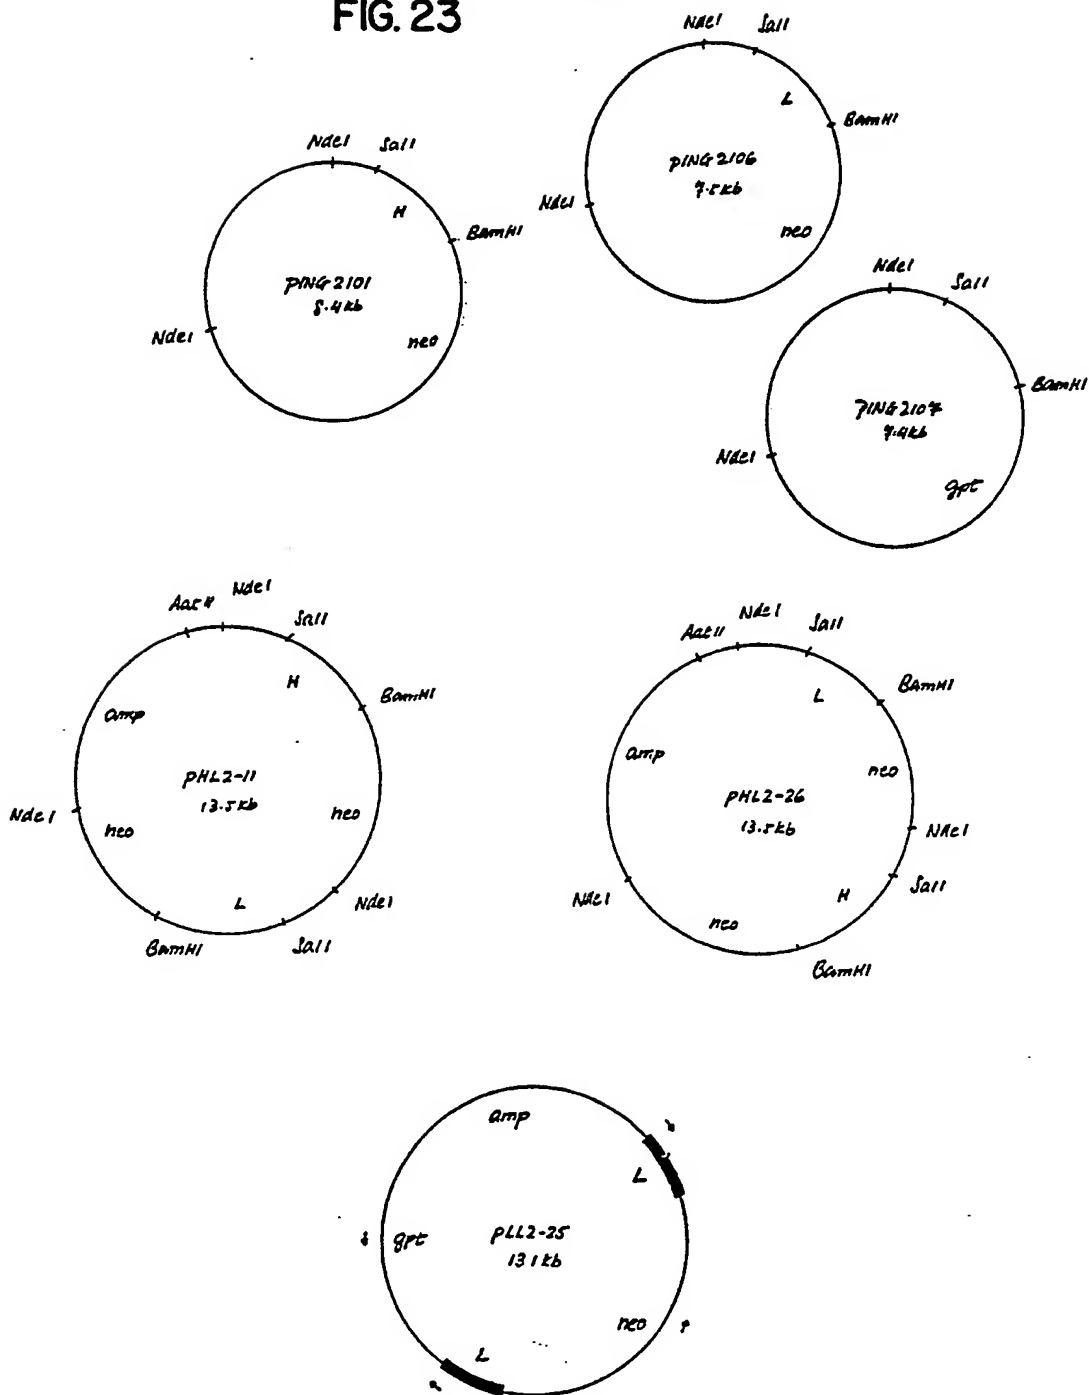 FIG. 23
NdeI SalI
L
BamHI
pING2106
7.5kb
NdeI
neo
NdeI SalI
H
BamHI
pING2101
8.4kb
NdeI
neo
NdeI SalI
BamHI
pING2107
7.4kb
NdeI
gpt
AatII NdeI SalI
H
BamHI
amp
pHL2-11
13.5kb
neo
NdeI
neo
L
NdeI
BamHI SalI
AatII NdeI SalI
L
BamHI
amp
neo
pHL2-26
13.5kb
NdeI
SalI
NdeI
H
neo
BamHI
amp
L
gpt
pLL2-25
13.1kb
neo
L